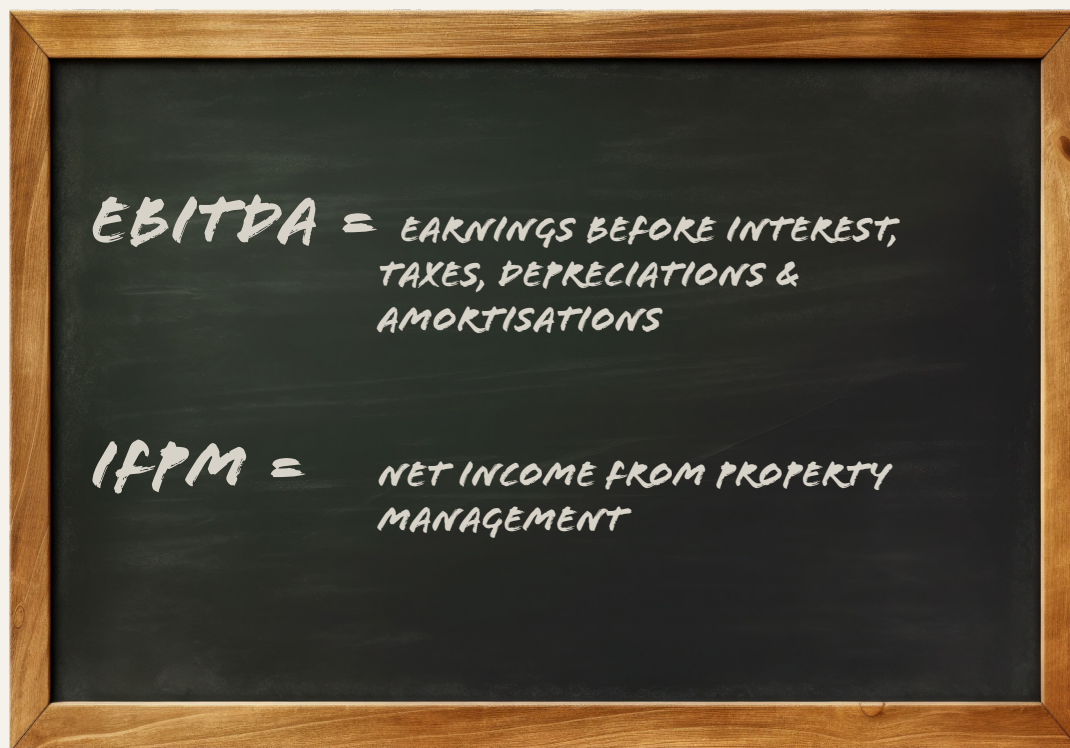 EBITDA = EARNINGS BEFORE INTEREST,
TAXES, DEPRECIATIONS &
AMORTISATIONS
IFPM = NET INCOME FROM PROPERTY
MANAGEMENT